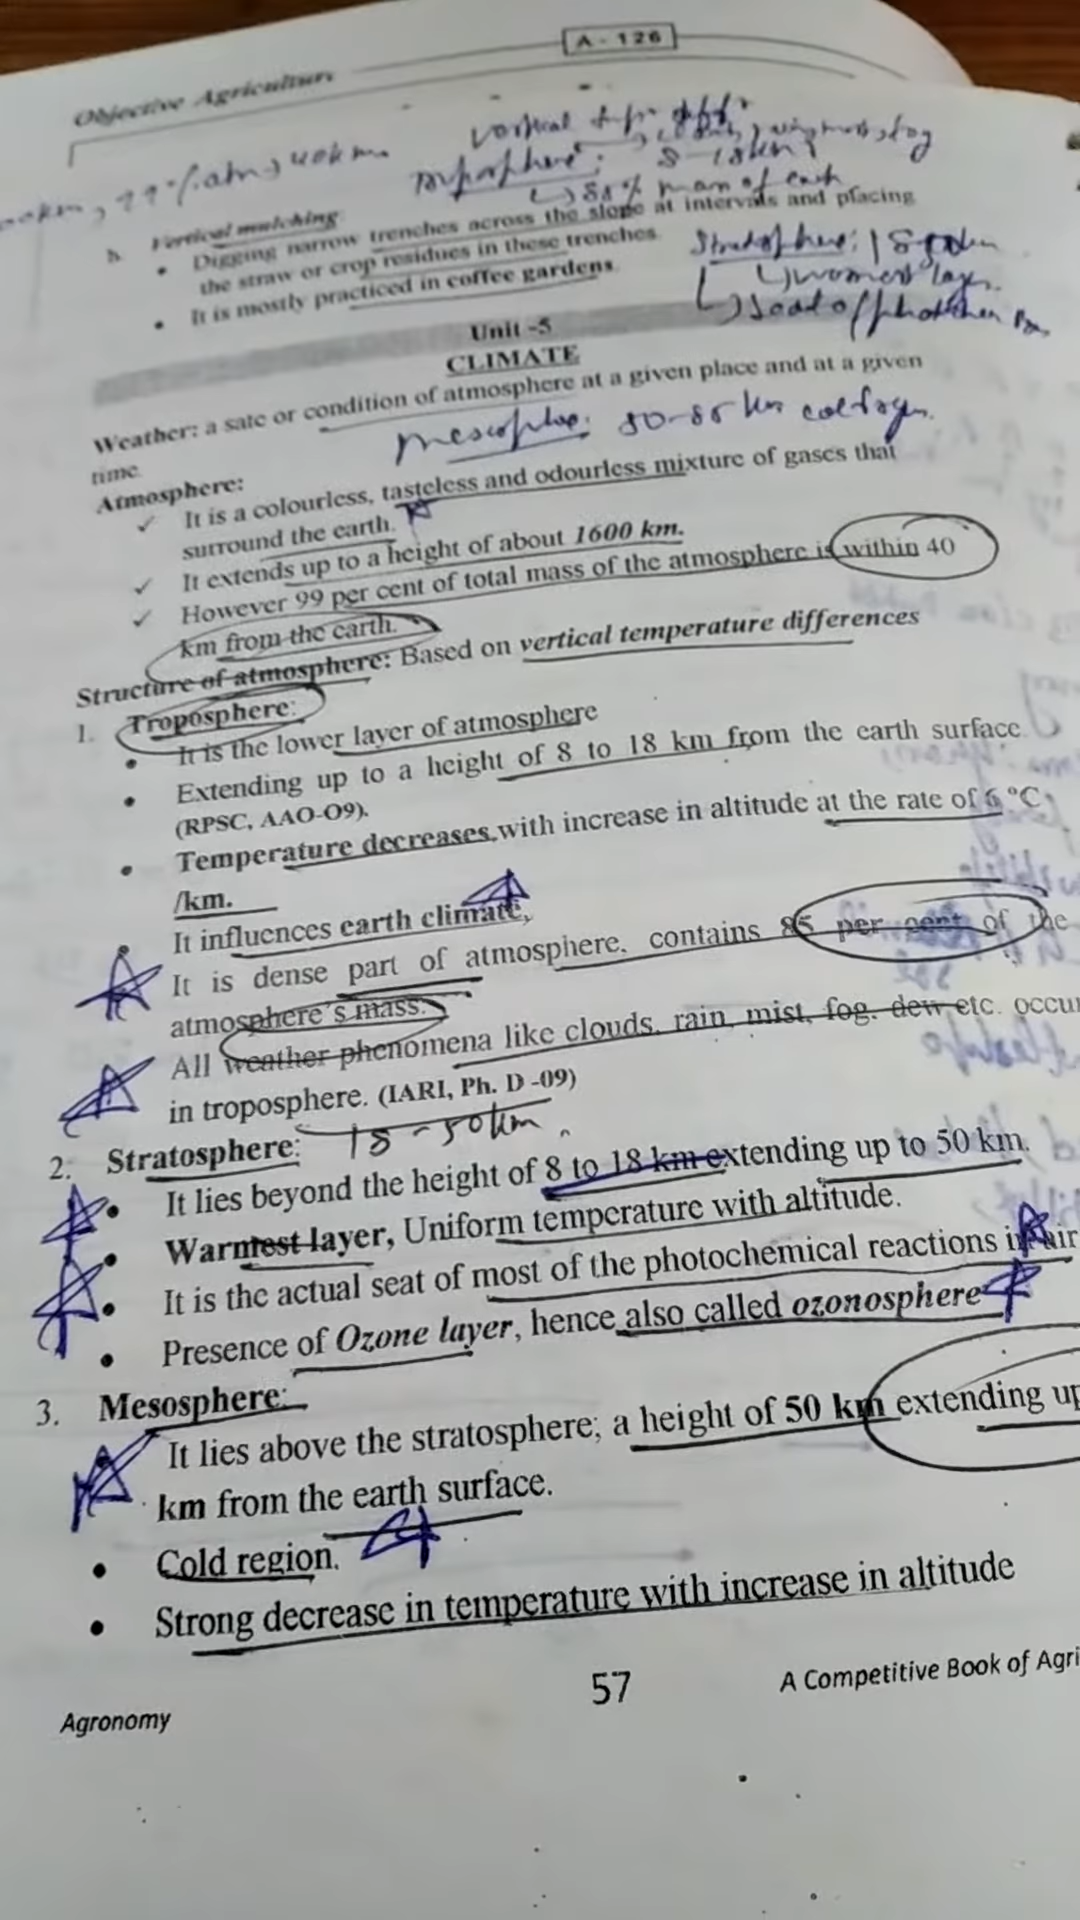 A - 126
Objective Agriculture
vertical
Troposphere: 8-18km
h. Vertical mulching
• Digging narrow trenches across the slope at intervals and placing
the straw or crop residues in these trenches.
• It is mostly practiced in coffee gardens.
Stratosphere:
Unit -5
CLIMATE
Weather: a sate or condition of atmosphere at a given place and at a given
time.
Atmosphere:
✓ It is a colourless, tasteless and odourless mixture of gases that
surround the earth.
✓ It extends up to a height of about 1600 km.
✓ However 99 per cent of total mass of the atmosphere is within 40
km from the earth.
Structure of atmosphere: Based on vertical temperature differences
1. Troposphere:
• It is the lower layer of atmosphere
• Extending up to a height of 8 to 18 km from the earth surface.
(RPSC, AAO-O9).
• Temperature decreases with increase in altitude at the rate of 6 °C
/km.
• It influences earth climate,
It is dense part of atmosphere, contains 85 per cent of the
atmosphere's mass.
All weather phenomena like clouds, rain, mist, fog, dew etc. occur
in troposphere. (IARI, Ph. D -09)
2. Stratosphere: 18-50km
• It lies beyond the height of 8 to 18 km extending up to 50 km.
• Warmest layer, Uniform temperature with altitude.
• It is the actual seat of most of the photochemical reactions in air
• Presence of Ozone layer, hence also called ozonosphere
3. Mesosphere:
It lies above the stratosphere; a height of 50 km extending up
km from the earth surface.
• Cold region.
• Strong decrease in temperature with increase in altitude
57
A Competitive Book of Agri
Agronomy